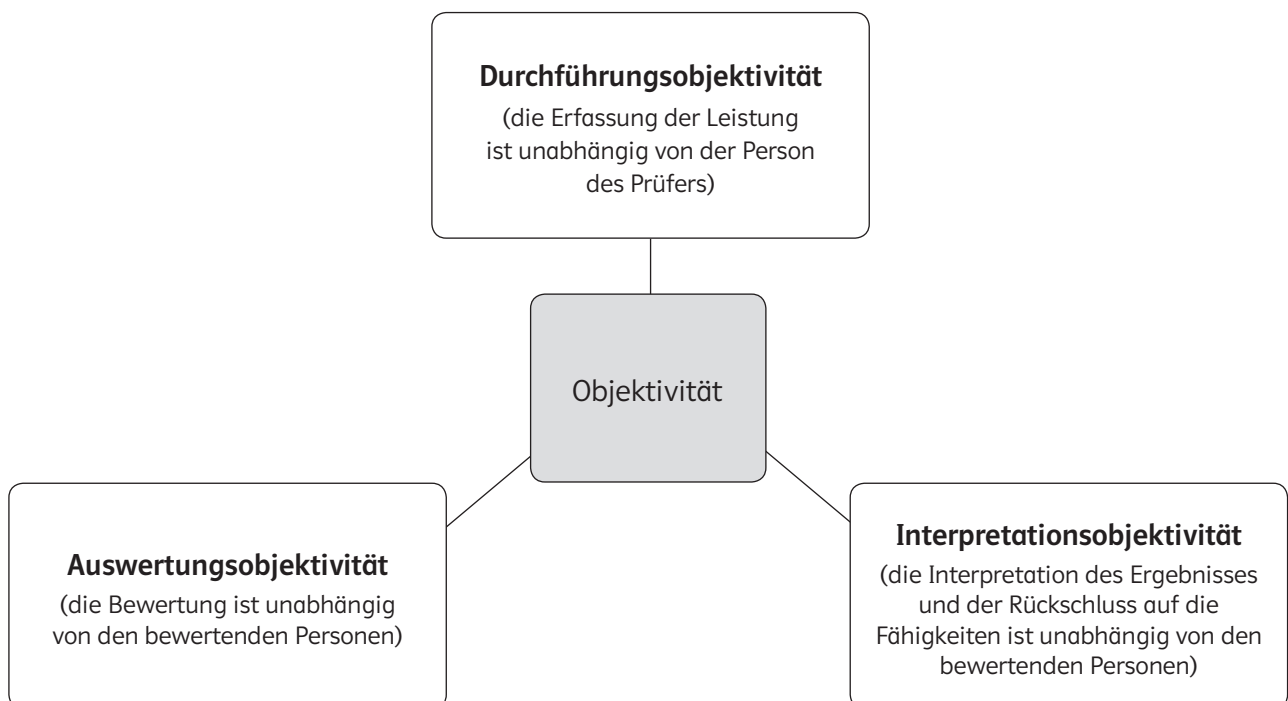 Durchführungsobjektivität
(die Erfassung der Leistung
ist unabhängig von der Person
des Prüfers)
Objektivität
Auswertungsobjektivität
(die Bewertung ist unabhängig
von den bewertenden Personen)
Interpretationsobjektivität
(die Interpretation des Ergebnisses
und der Rückschluss auf die
Fähigkeiten ist unabhängig von den
bewertenden Personen)